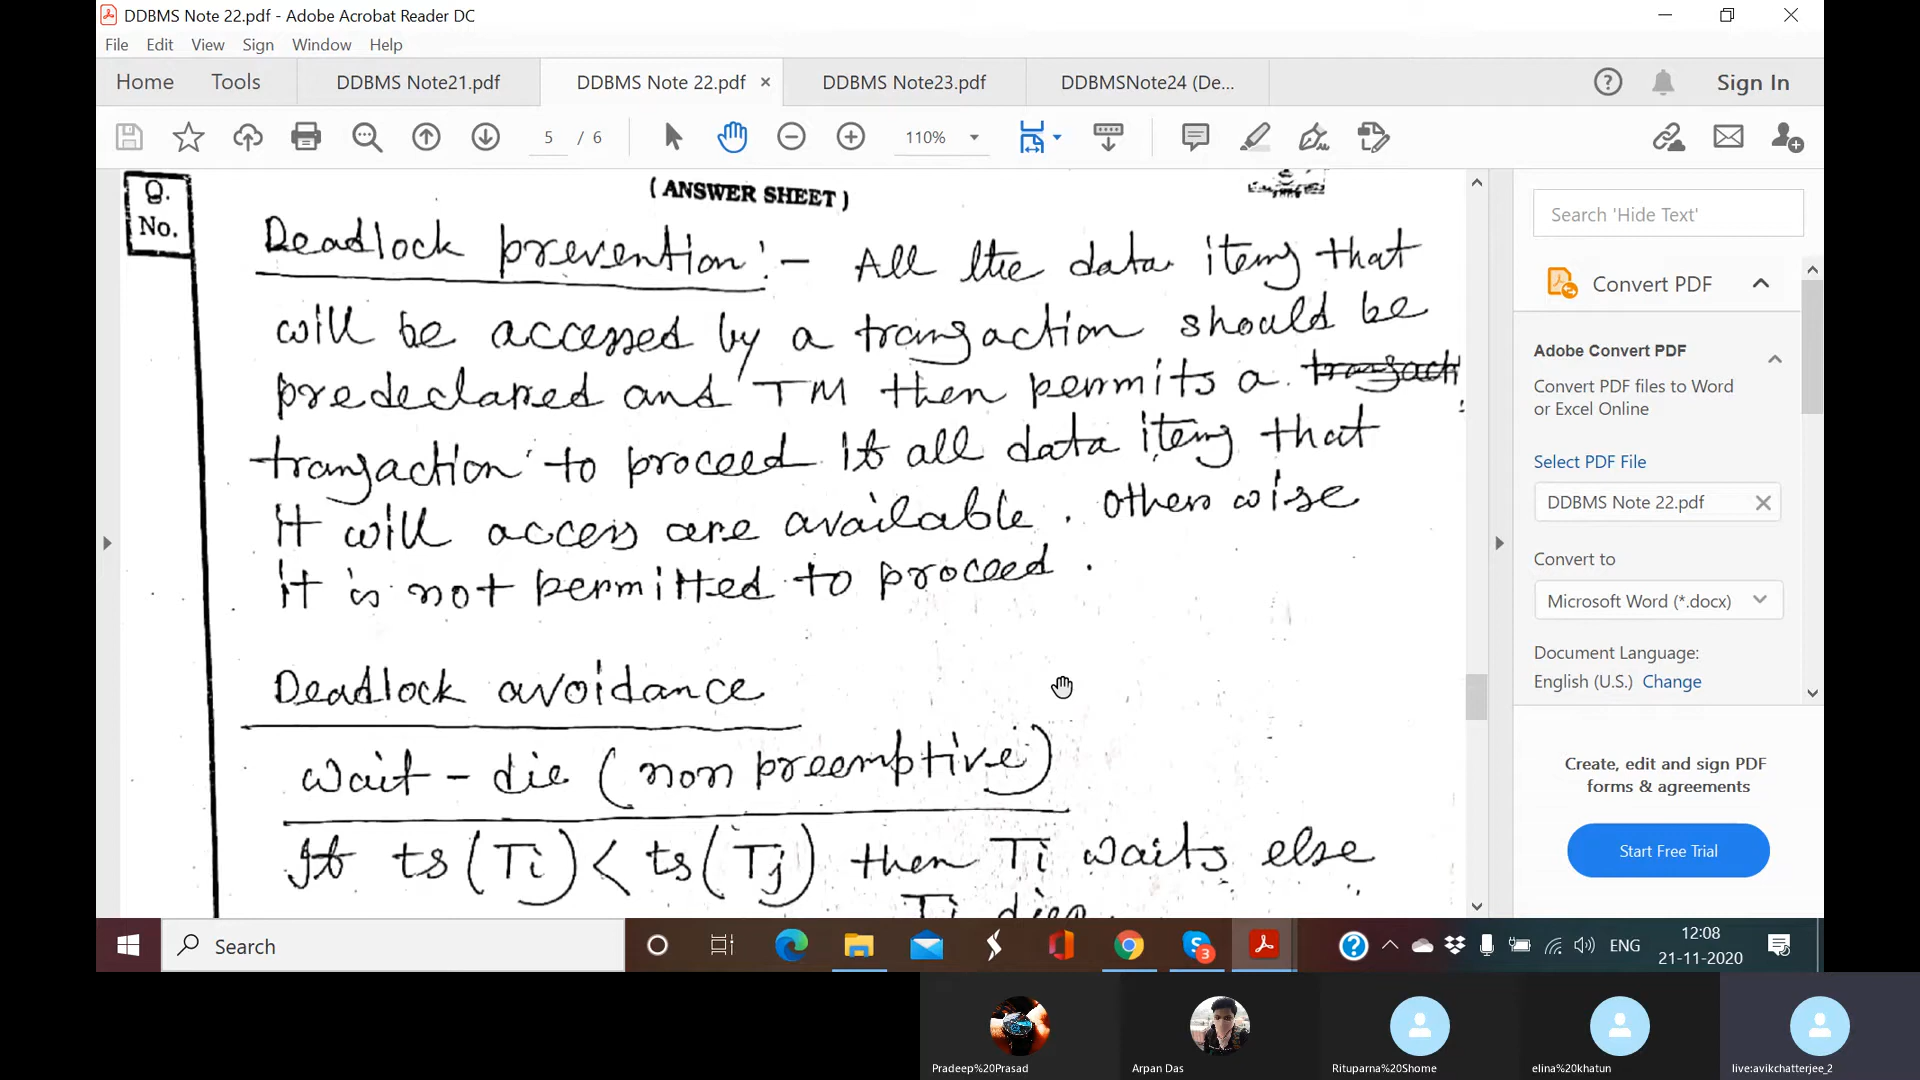 DDBMS Note 22.pdf - Adobe Acrobat Reader DC
File Edit View Sign Window Help
Home Tools DDBMS Note21.pdf DDBMS Note 22.pdf × DDBMS Note23.pdf DDBMSNote24 (De... Sign In
5 / 6 110%
Q.
No.
( ANSWER SHEET )
Deadlock prevention :- All the data items that
will be accessed by a transaction should be
predeclared and TM then permits a transact
transaction to proceed if all data items that
it will access are available. Otherwise
it is not permitted to proceed.
Deadlock avoidance
wait - die (non preemptive)
If ts(Ti) < ts(Tj) then Ti waits else
Ti dies.
Search 'Hide Text'
Convert PDF
Adobe Convert PDF
Convert PDF files to Word
or Excel Online
Select PDF File
DDBMS Note 22.pdf
Convert to
Microsoft Word (*.docx)
Document Language:
English (U.S.) Change
Create, edit and sign PDF
forms & agreements
Start Free Trial
Search
3
ENG
12:08
21-11-2020
Pradeep%20Prasad Arpan Das Rituparna%20Shome elina%20khatun live:avikchatterjee_2